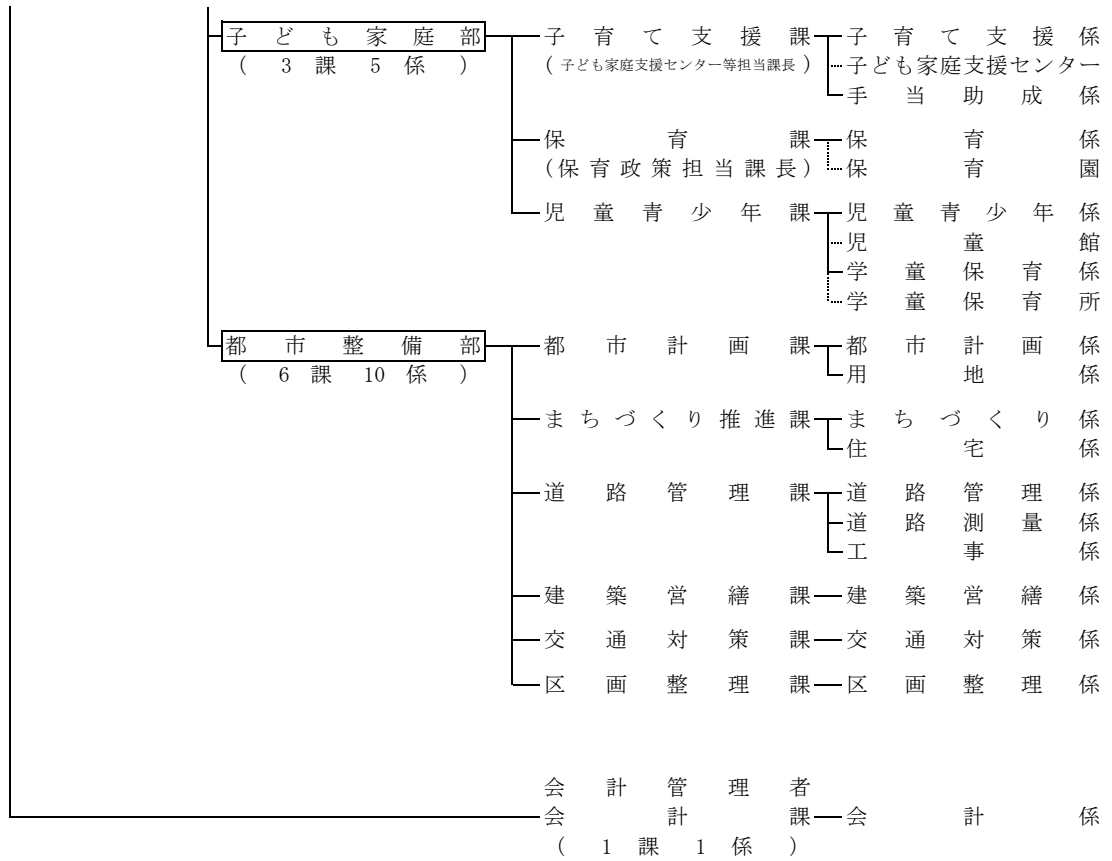 子ども家庭部 子育て支援課 子育て支援係
(3課5係) (子ども家庭支援センター等担当課長) 子ども家庭支援センター
手当助成係
保育課 保育係
(保育政策担当課長) 保育園
児童青少年課 児童青少年係
児童館
学童保育係
学童保育所
都市整備部 都市計画課 都市計画係
(6課10係) 用地係
まちづくり推進課 まちづくり係
住宅係
道路管理課 道路管理係
道路測量係
工事係
建築営繕課 建築営繕係
交通対策課 交通対策係
区画整理課 区画整理係
会計管理者
会計課 会計係
(1課1係)